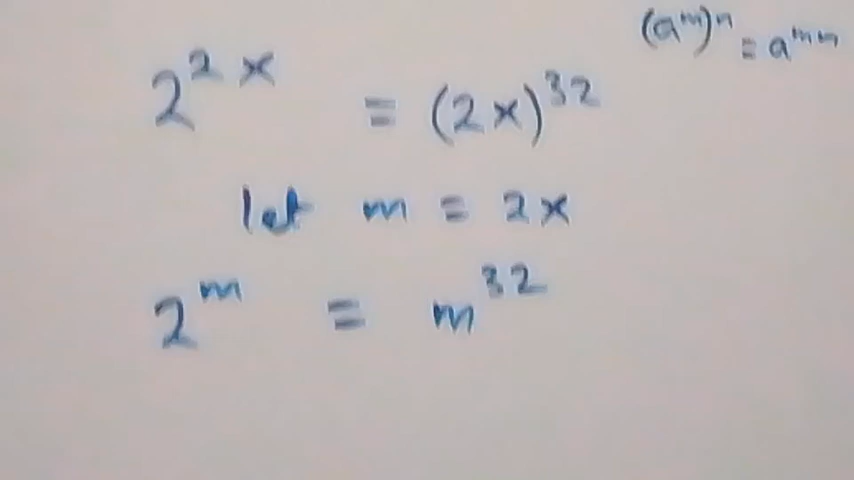 (a^m)^n = a^mn
2^2x = (2x)^32
let m = 2x
2^m = m^32